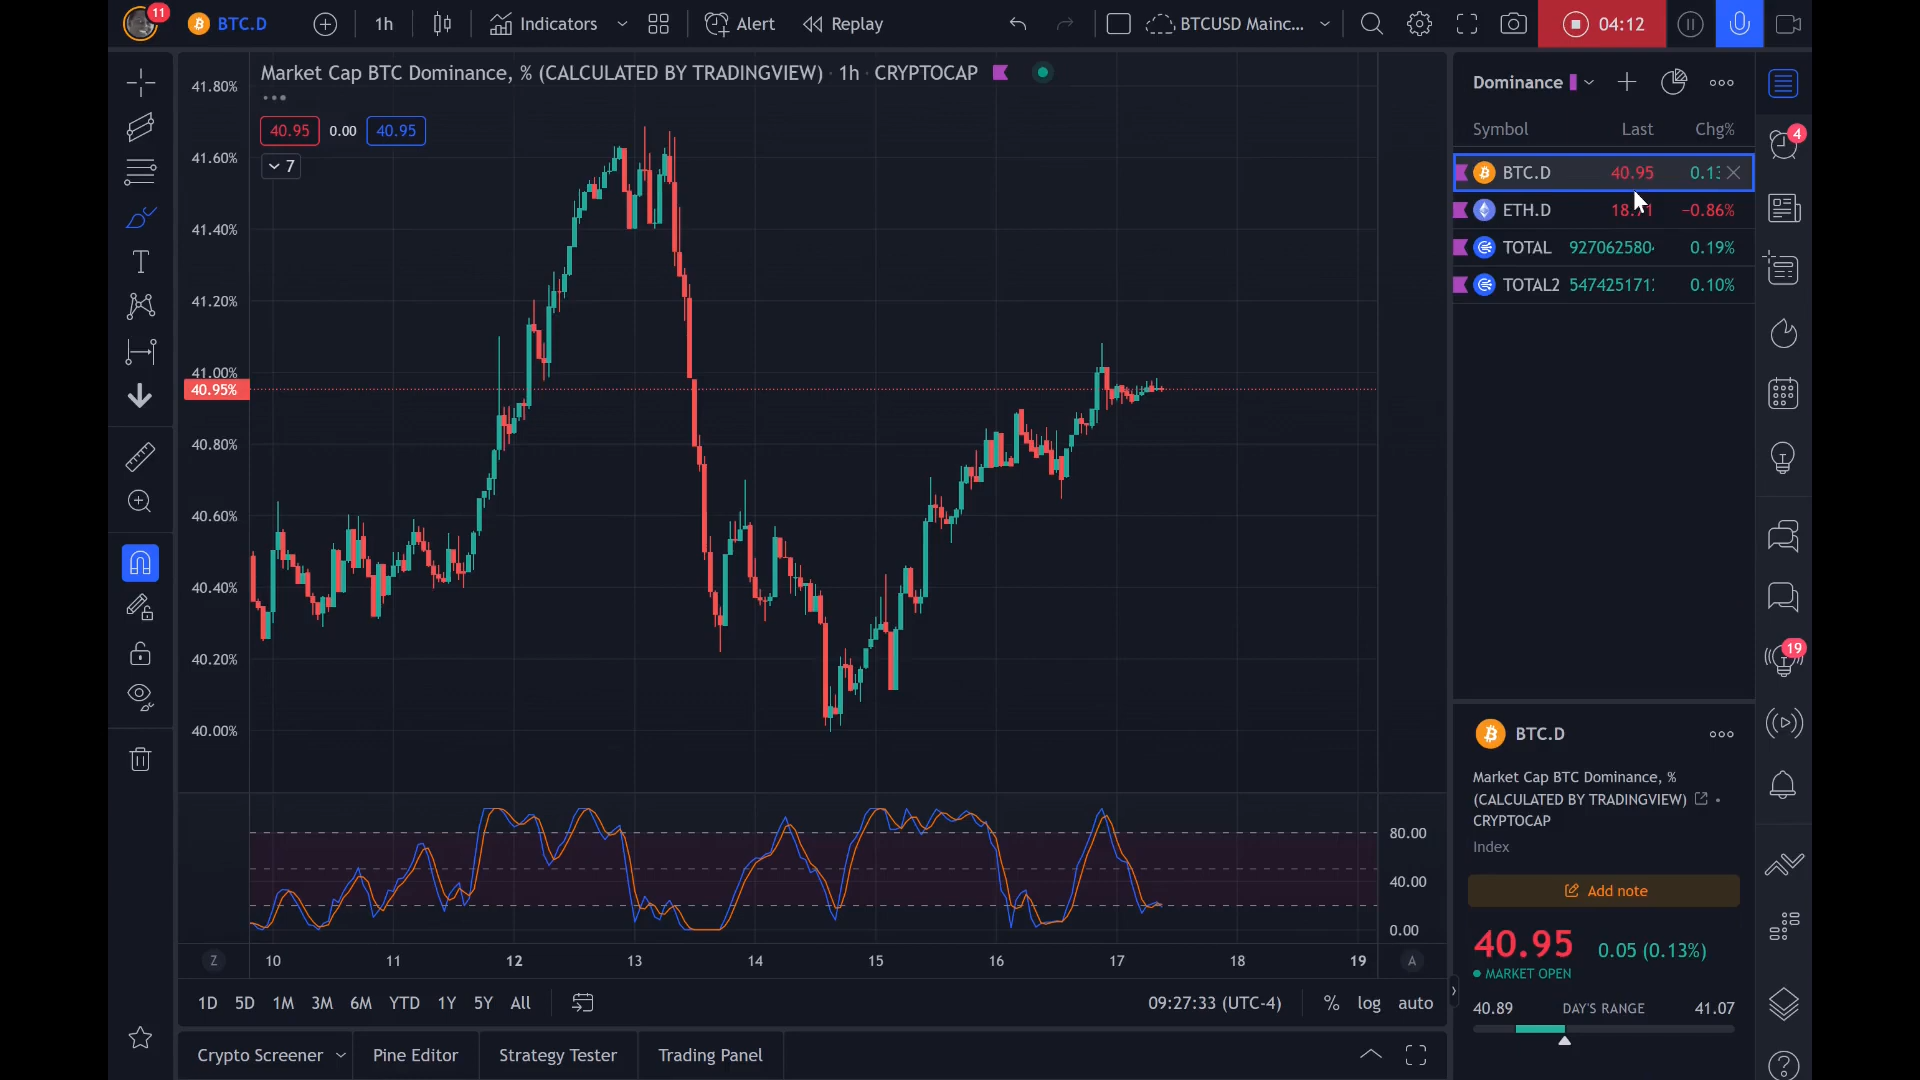 11
BTC.D
1h
Indicators
Alert
Replay
BTCUSD Mainc...
04:12
Market Cap BTC Dominance, % (CALCULATED BY TRADINGVIEW) · 1h · CRYPTOCAP
40.95 0.00 40.95
7
41.80%
41.60%
41.40%
41.20%
41.00%
40.95%
40.80%
40.60%
40.40%
40.20%
40.00%
80.00
40.00
0.00
Z 10 11 12 13 14 15 16 17 18 19 A
1D 5D 1M 3M 6M YTD 1Y 5Y All
09:27:33 (UTC-4) % log auto
Crypto Screener Pine Editor Strategy Tester Trading Panel
Dominance
Symbol Last Chg%
BTC.D 40.95
ETH.D −0.86%
TOTAL 0.19%
TOTAL2 0.10%
4
19
BTC.D
Market Cap BTC Dominance, %
(CALCULATED BY TRADINGVIEW) •
CRYPTOCAP
Index
Add note
40.95 0.05 (0.13%)
MARKET OPEN
40.89 DAY'S RANGE 41.07